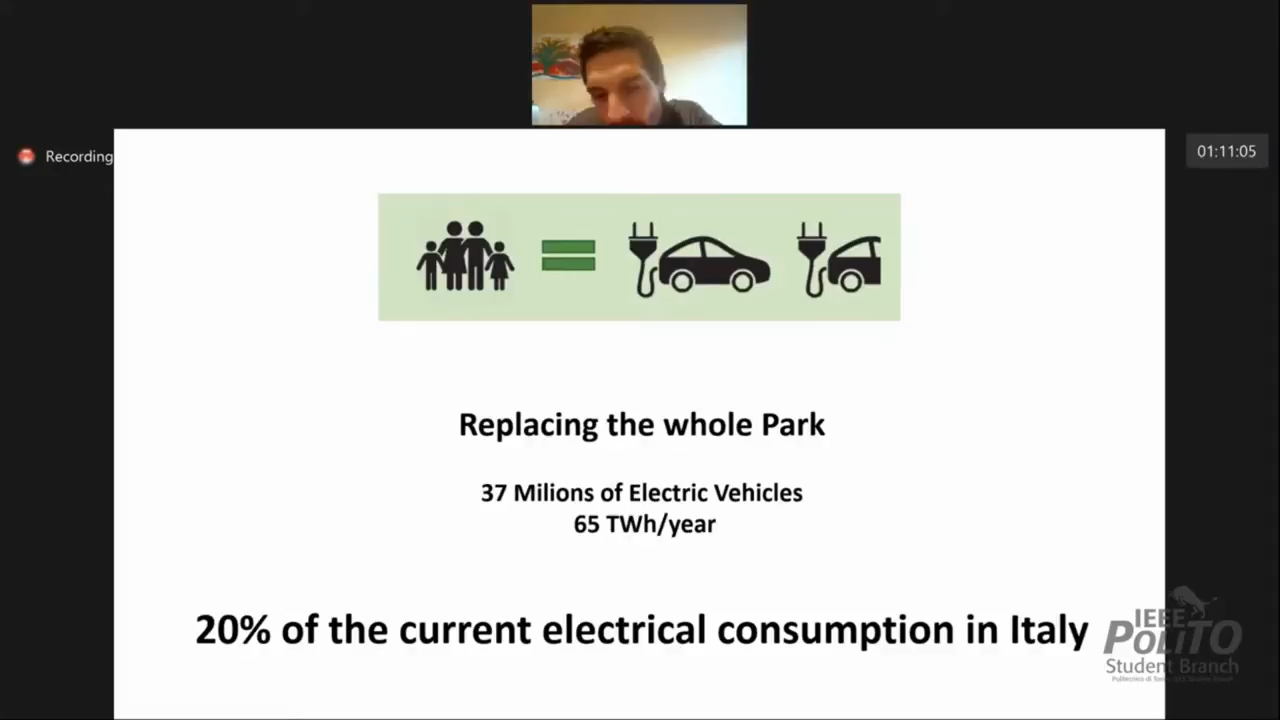 Recording
01:11:05
Replacing the whole Park
37 Milions of Electric Vehicles
65 TWh/year
20% of the current electrical consumption in Italy
IEEE
POLITO
Student Branch